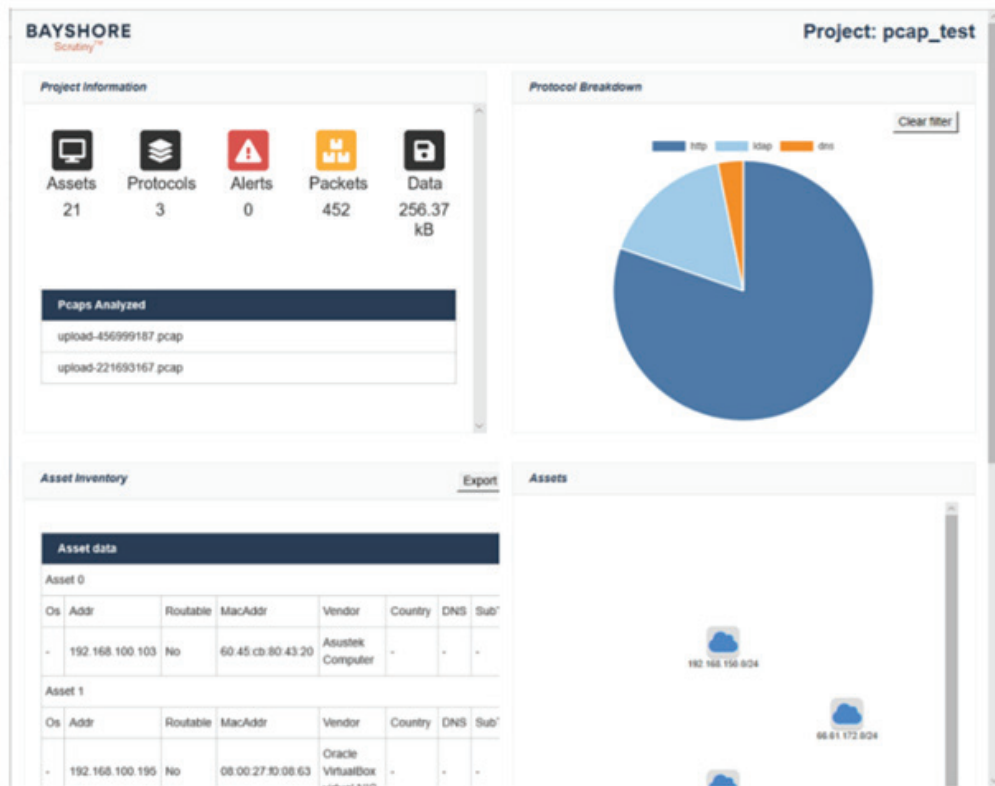 BAYSHORE
Scrutiny™
Project: pcap_test
Project Information
Assets
21
Protocols
3
Alerts
0
Packets
452
Data
256.37
kB
Pcaps Analyzed
upload-456999187.pcap
upload-221693167.pcap
Protocol Breakdown
Clear filter
http ldap dns
Asset Inventory
Export
Asset data
Asset 0
Os Addr Routable MacAddr Vendor Country DNS Sub
- 192.168.100.103 No 60:45:cb:80:43:20 Asustek Computer - - -
Asset 1
Os Addr Routable MacAddr Vendor Country DNS Sub
- 192.168.100.195 No 08:00:27:f0:08:63 Oracle VirtualBox - - -
Assets
192.168.150.0/24
66.61.172.0/24